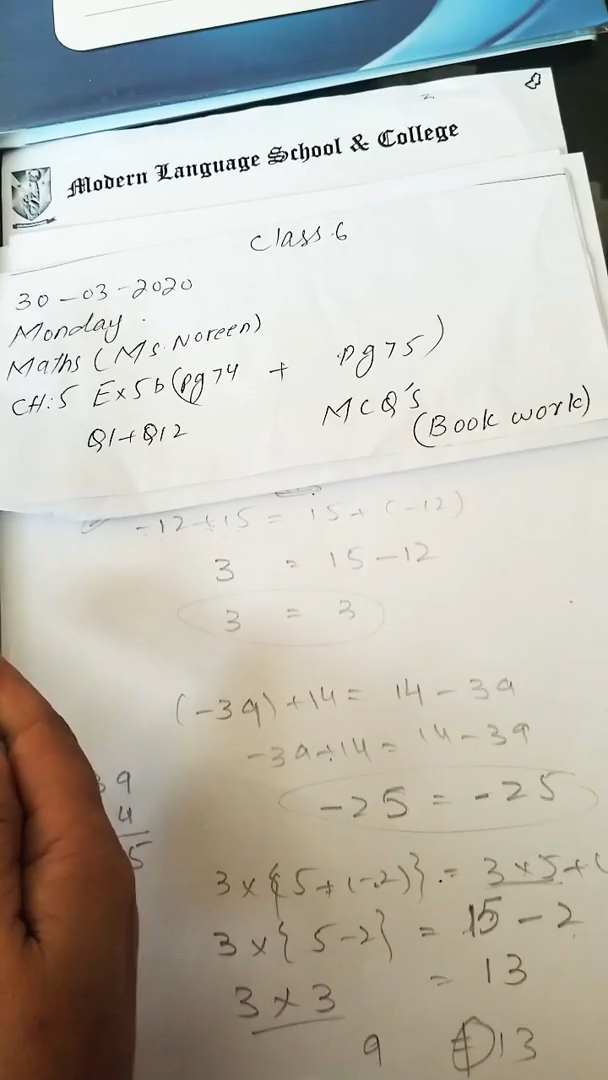 Modern Language School & College
Class.6
30-03-2020
Monday.
Maths (Ms. Noreen)
CH:5 Ex5b (pg 74 + pg 75)
Q1 → Q12 MCQ's
(Book work)
-12+15 = 15+(-12)
3 = 15-12
3 = 3
(-39)+14 = 14-39
-39+14 = 14-39
-25 = -25
9
4
5
3×{5+(-2)} = 3×5+(
3×{5-2} = 15-2
3×3 = 13
9 ≠ 13